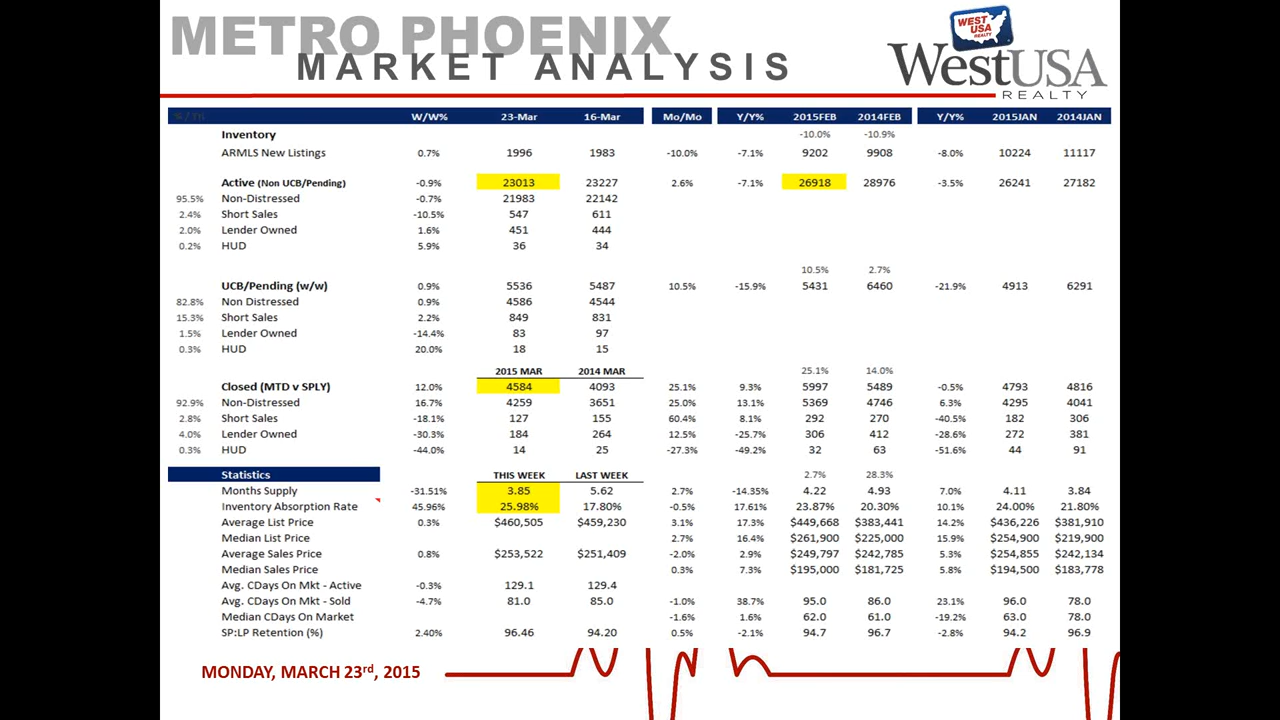 METRO PHOENIX
MARKET ANALYSIS
WEST
USA
REALTY
WestUSA
REALTY
W/W% 23-Mar 16-Mar Mo/Mo Y/Y% 2015FEB 2014FEB Y/Y% 2015JAN 2014JAN
Inventory -10.0% -10.9%
ARMLS New Listings 0.7% 1996 1983 -10.0% -7.1% 9202 9908 -8.0% 10224 11117
Active (Non UCB/Pending) -0.9% 23013 23227 2.6% -7.1% 26918 28976 -3.5% 26241 27182
95.5% Non-Distressed -0.7% 21983 22142
2.4% Short Sales -10.5% 547 611
2.0% Lender Owned 1.6% 451 444
0.2% HUD 5.9% 36 34
10.5% 2.7%
UCB/Pending (w/w) 0.9% 5536 5487 10.5% -15.9% 5431 6460 -21.9% 4913 6291
82.8% Non Distressed 0.9% 4586 4544
15.3% Short Sales 2.2% 849 831
1.5% Lender Owned -14.4% 83 97
0.3% HUD 20.0% 18 15
2015 MAR 2014 MAR 25.1% 14.0%
Closed (MTD v SPLY) 12.0% 4584 4093 25.1% 9.3% 5997 5489 -0.5% 4793 4816
92.9% Non-Distressed 16.7% 4259 3651 25.0% 13.1% 5369 4746 6.3% 4295 4041
2.8% Short Sales -18.1% 127 155 60.4% 8.1% 292 270 -40.5% 182 306
4.0% Lender Owned -30.3% 184 264 12.5% -25.7% 306 412 -28.6% 272 381
0.3% HUD -44.0% 14 25 -27.3% -49.2% 32 63 -51.6% 44 91
Statistics THIS WEEK LAST WEEK 2.7% 28.3%
Months Supply -31.51% 3.85 5.62 2.7% -14.35% 4.22 4.93 7.0% 4.11 3.84
Inventory Absorption Rate 45.96% 25.98% 17.80% -0.5% 17.61% 23.87% 20.30% 10.1% 24.00% 21.80%
Average List Price 0.3% $460,505 $459,230 3.1% 17.3% $449,668 $383,441 14.2% $436,226 $381,910
Median List Price 2.7% 16.4% $261,900 $225,000 15.9% $254,900 $219,900
Average Sales Price 0.8% $253,522 $251,409 -2.0% 2.9% $249,797 $242,785 5.3% $254,855 $242,134
Median Sales Price 0.3% 7.3% $195,000 $181,725 5.8% $194,500 $183,778
Avg. CDays On Mkt - Active -0.3% 129.1 129.4
Avg. CDays On Mkt - Sold -4.7% 81.0 85.0 -1.0% 38.7% 95.0 86.0 23.1% 96.0 78.0
Median CDays On Market -1.6% 1.6% 62.0 61.0 -19.2% 63.0 78.0
SP:LP Retention (%) 2.40% 96.46 94.20 0.5% -2.1% 94.7 96.7 -2.8% 94.2 96.9
MONDAY, MARCH 23rd, 2015